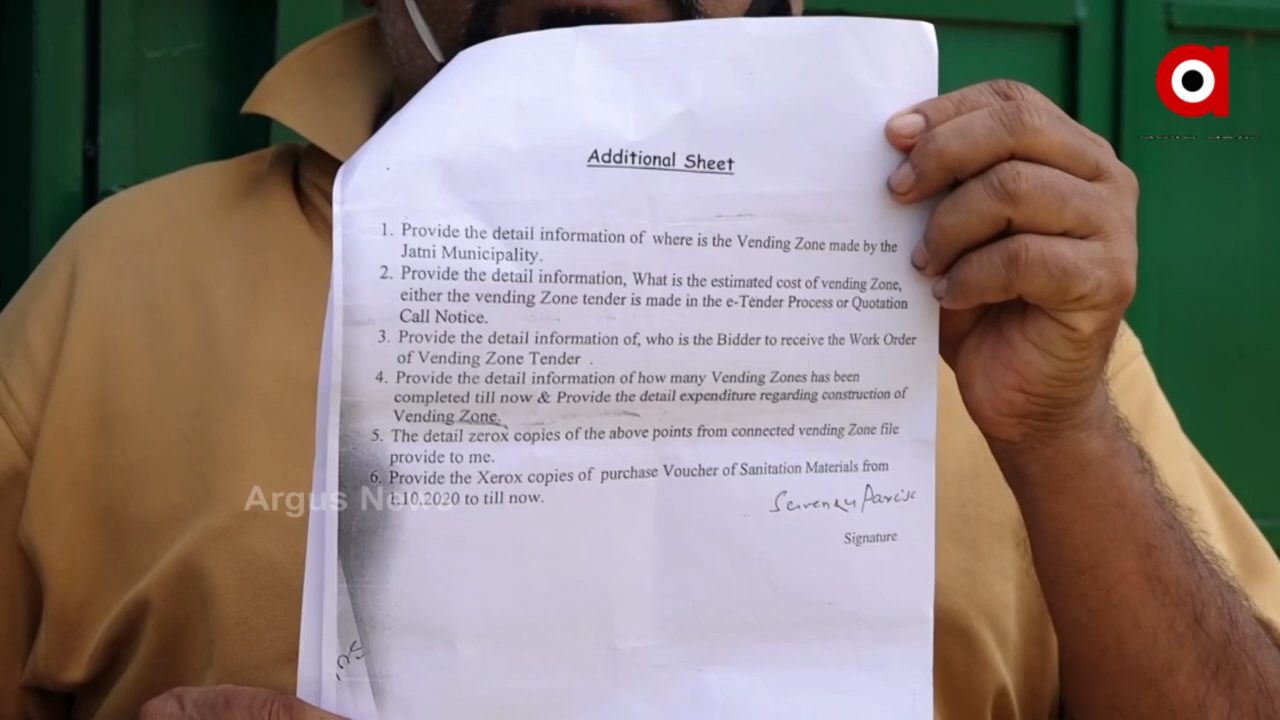 Additional Sheet
1. Provide the detail information of where is the Vending Zone made by the
Jatni Municipality.
2. Provide the detail information, What is the estimated cost of vending Zone,
either the vending Zone tender is made in the e-Tender Process or Quotation
Call Notice.
3. Provide the detail information of, who is the Bidder to receive the Work Order
of Vending Zone Tender .
4. Provide the detail information of how many Vending Zones has been
completed till now & Provide the detail expenditure regarding construction of
Vending Zone.
5. The detail zerox copies of the above points from connected vending Zone file
provide to me.
6. Provide the Xerox copies of purchase Voucher of Sanitation Materials from
1.10.2020 to till now.
Signature
Argus News